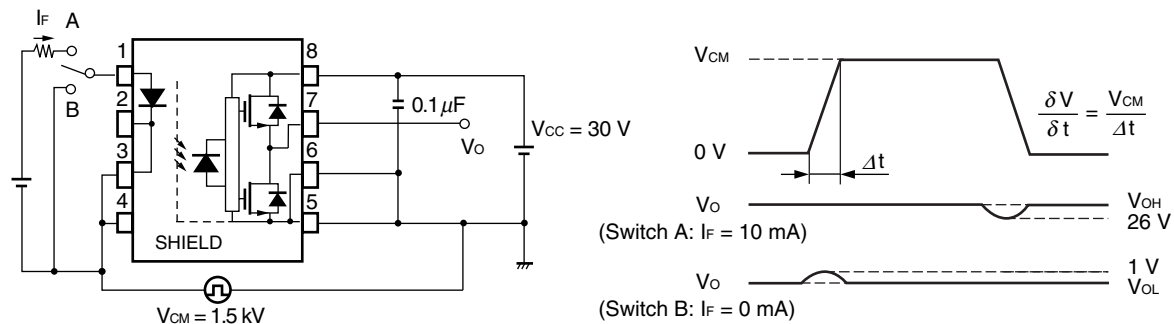 IF
A
B
1
2
3
4
8
7
6
5
SHIELD
0.1 μF
VO
VCC = 30 V
VCM = 1.5 kV
VCM
0 V
Δt
δV/δt = VCM/Δt
VO
(Switch A: IF = 10 mA)
VOH
26 V
VO
(Switch B: IF = 0 mA)
1 V
VOL